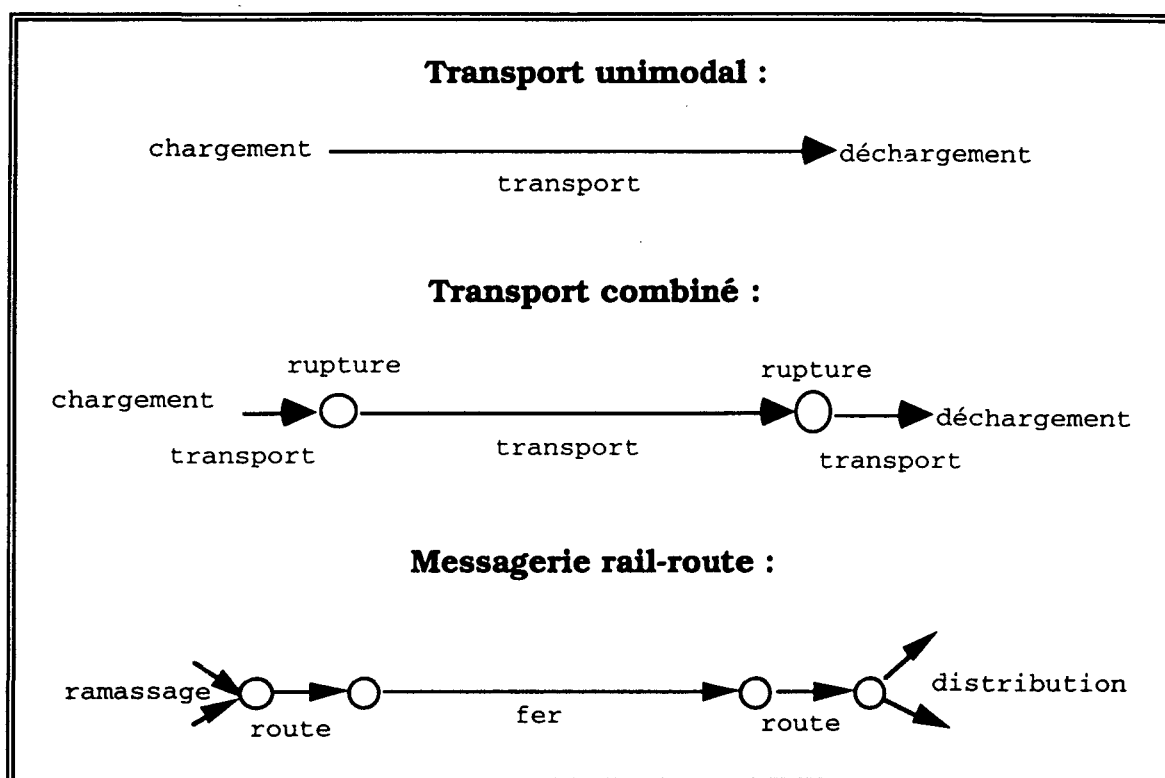 Transport unimodal :
chargement
déchargement
transport
Transport combiné :
rupture
rupture
chargement
déchargement
transport
transport
transport
Messagerie rail-route :
ramassage
distribution
route
fer
route